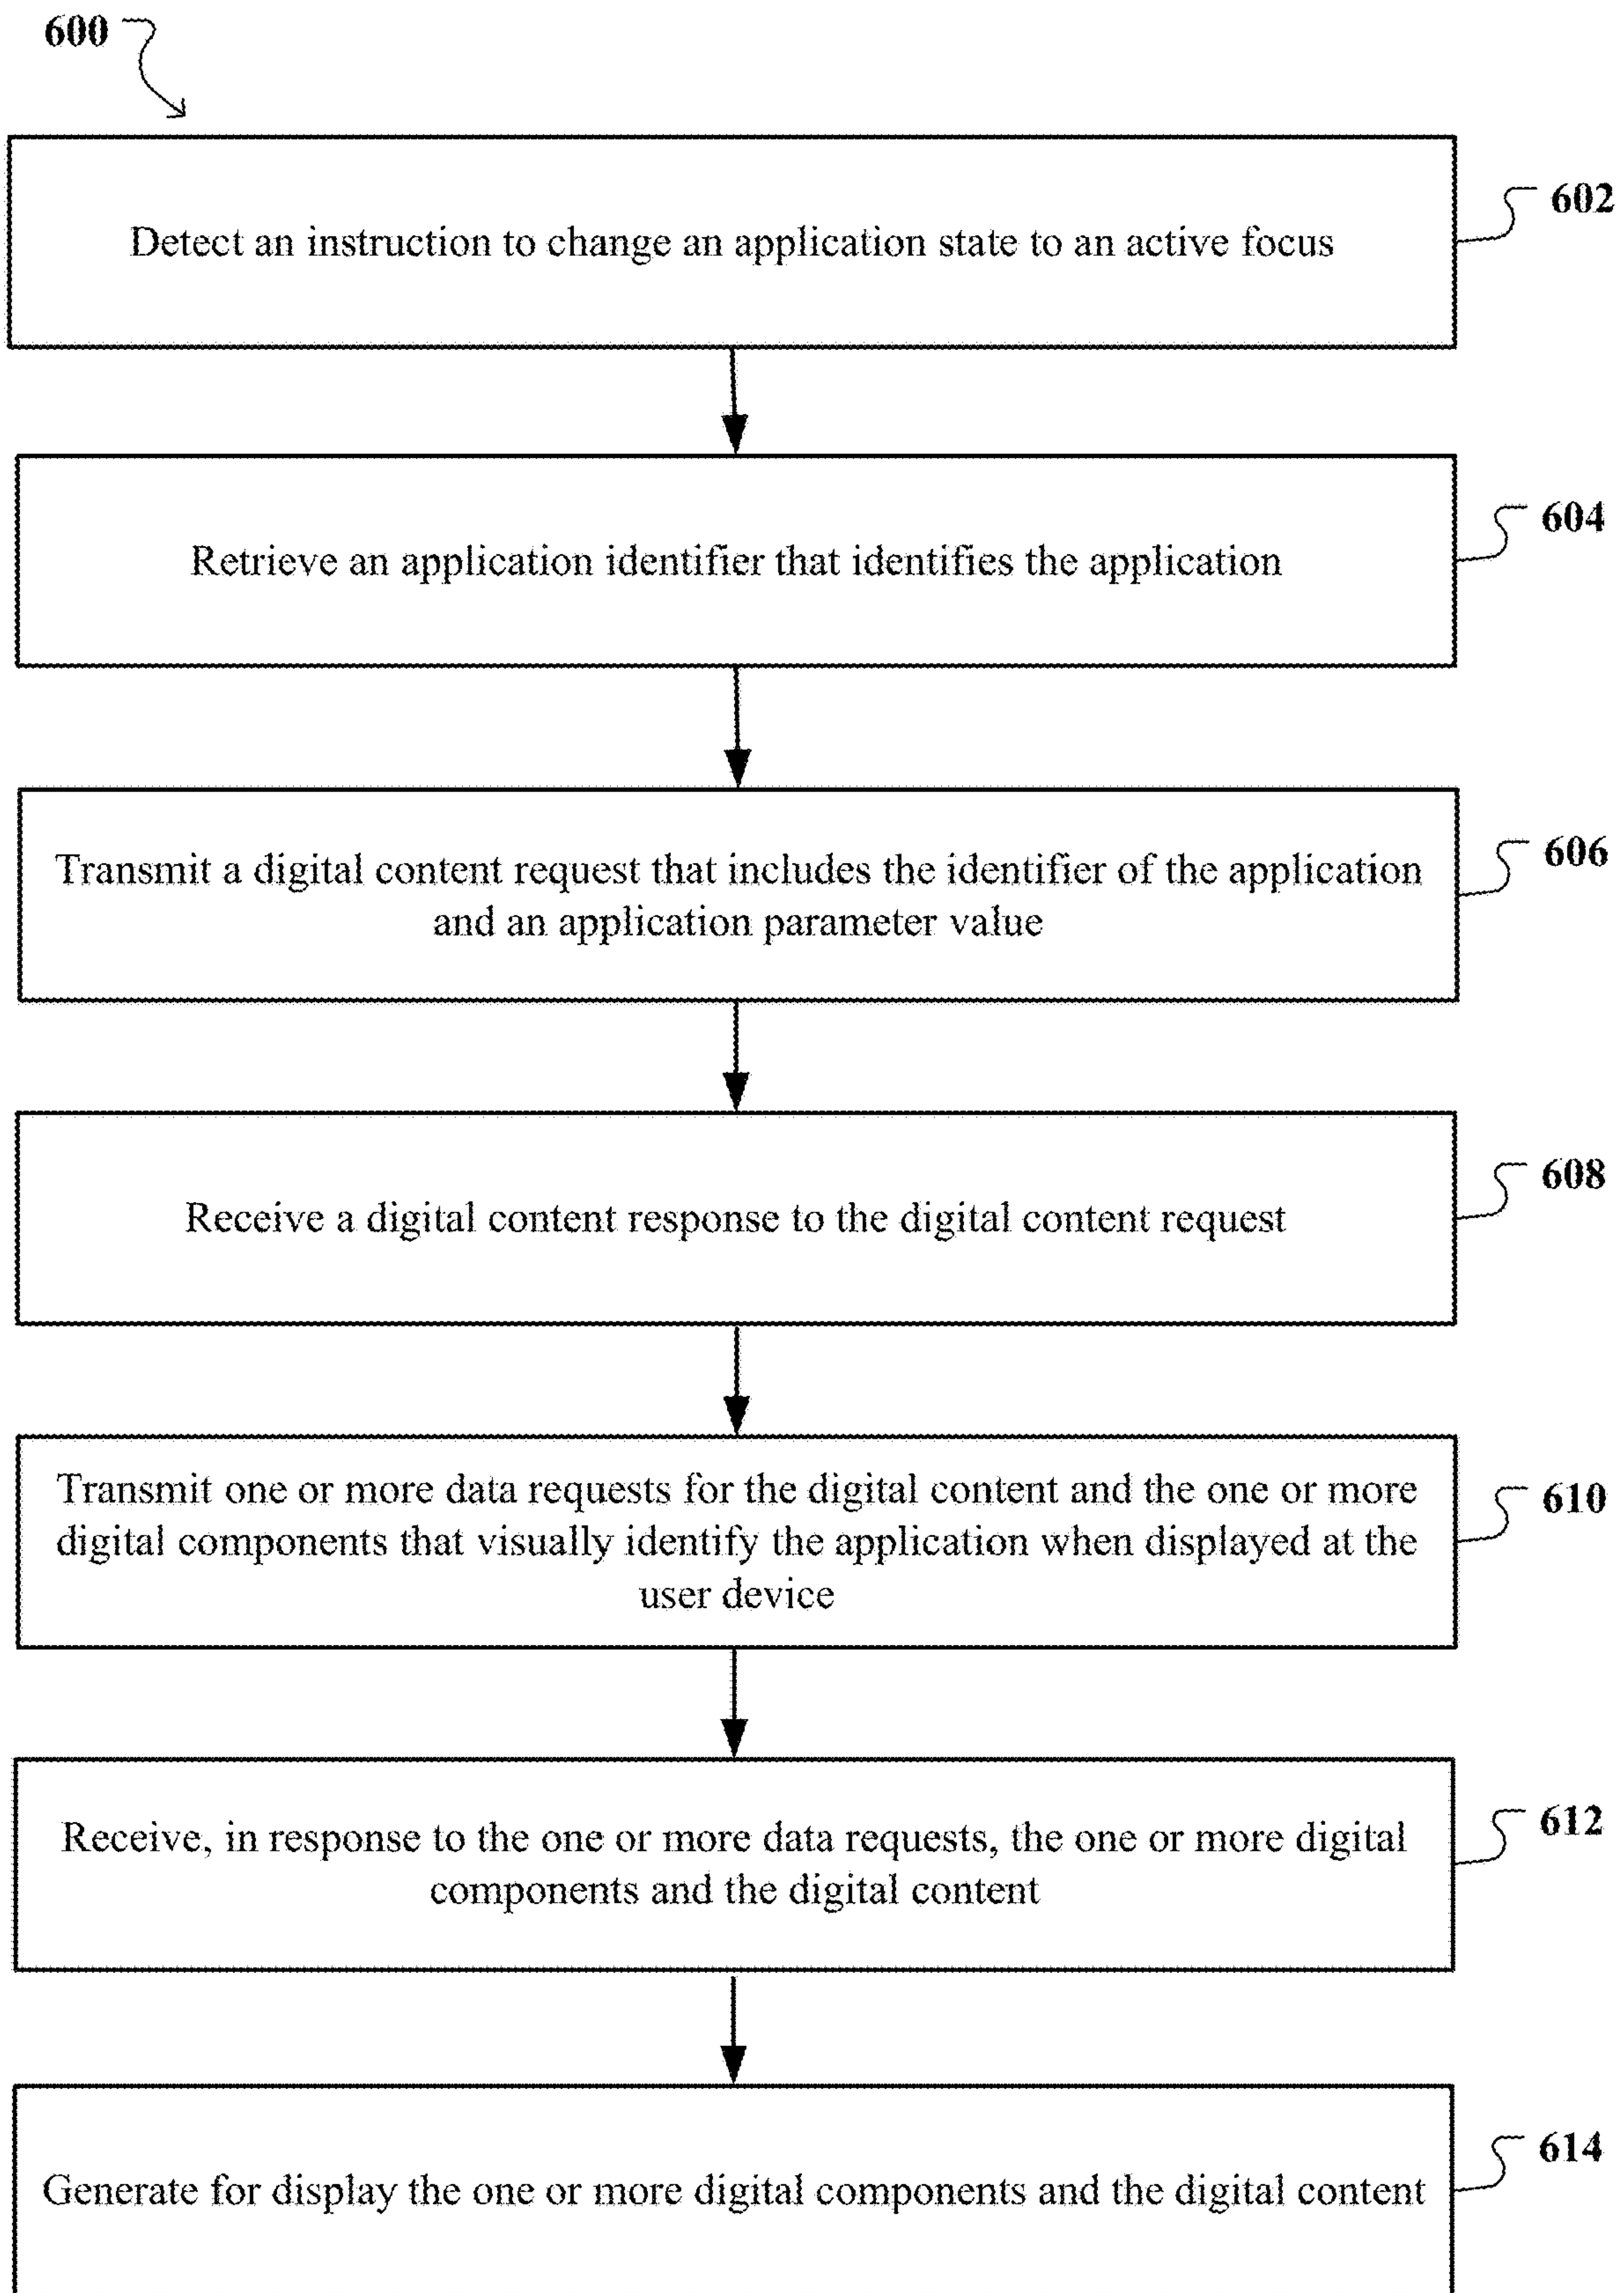 600
Detect an instruction to change an application state to an active focus
602
Retrieve an application identifier that identifies the application
604
Transmit a digital content request that includes the identifier of the application
and an application parameter value
606
Receive a digital content response to the digital content request
608
Transmit one or more data requests for the digital content and the one or more
digital components that visually identify the application when displayed at the
user device
610
Receive, in response to the one or more data requests, the one or more digital
components and the digital content
612
Generate for display the one or more digital components and the digital content
614